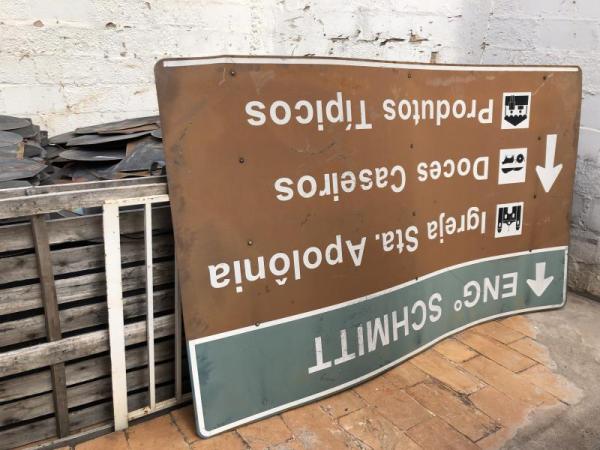 ENGº SCHMITT
Igreja Sta. Apolônia
Doces Caseiros
Produtos Típicos